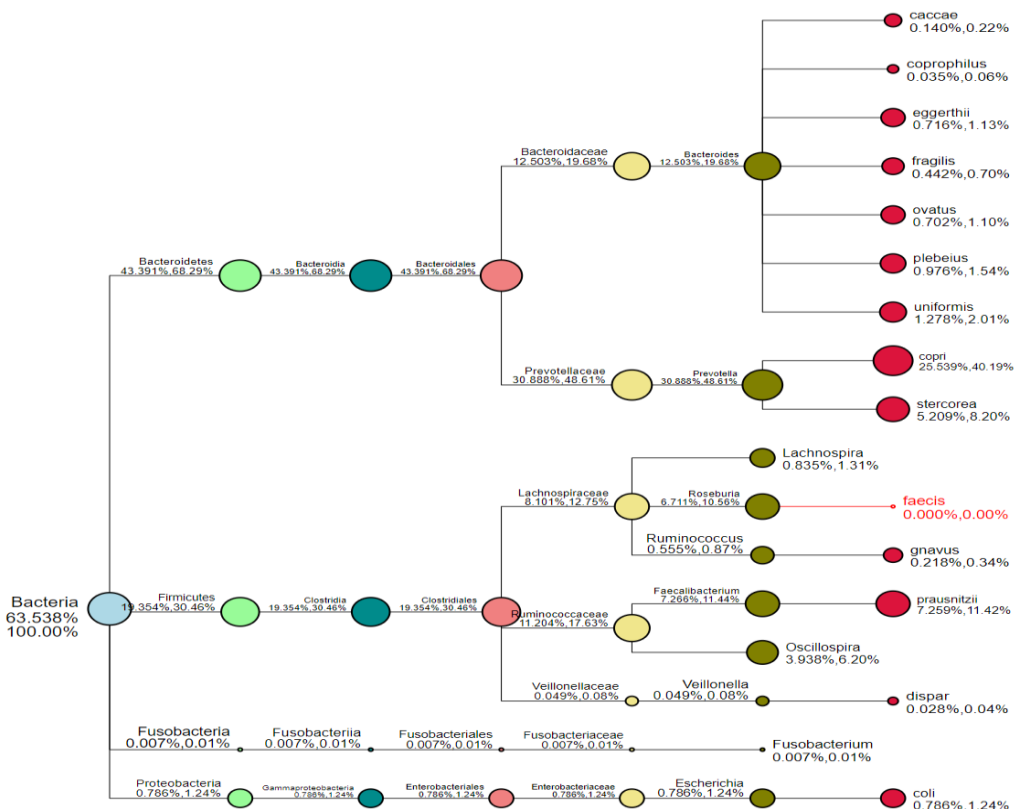 caccae
0.140%,0.22%
coprophilus
0.035%,0.06%
eggerthii
0.716%,1.13%
Bacteroidaceae
12.503%,19.68%
Bacteroides
12.503%,19.68%
fragilis
0.442%,0.70%
ovatus
0.702%,1.10%
Bacteroidetes
43.391%,68.29%
Bacteroidia
43.391%,68.29%
Bacteroidales
43.391%,68.29%
plebeius
0.976%,1.54%
uniformis
1.278%,2.01%
Prevotellaceae
30.888%,48.61%
Prevotella
30.888%,48.61%
copri
25.539%,40.19%
stercorea
5.209%,8.20%
Lachnospira
0.835%,1.31%
Lachnospiraceae
8.101%,12.75%
Roseburia
6.711%,10.56%
faecis
0.000%,0.00%
Ruminococcus
0.555%,0.87%
gnavus
0.218%,0.34%
Bacteria
63.538%
100.00%
Firmicutes
19.354%,30.46%
Clostridia
19.354%,30.46%
Clostridiales
19.354%,30.46%
Ruminococcaceae
11.204%,17.63%
Faecalibacterium
7.266%,11.44%
prausnitzii
7.259%,11.42%
Oscillospira
3.938%,6.20%
Veillonellaceae
0.049%,0.08%
Veillonella
0.049%,0.08%
dispar
0.028%,0.04%
Fusobacteria
0.007%,0.01%
Fusobacteriia
0.007%,0.01%
Fusobacteriales
0.007%,0.01%
Fusobacteriaceae
0.007%,0.01%
Fusobacterium
0.007%,0.01%
Proteobacteria
0.786%,1.24%
Gammaproteobacteria
0.786%,1.24%
Enterobacteriales
0.786%,1.24%
Enterobacteriaceae
0.786%,1.24%
Escherichia
0.786%,1.24%
coli
0.786%,1.24%